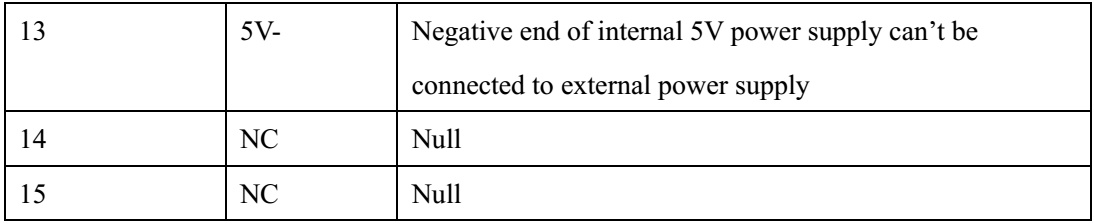 13 5V- Negative end of internal 5V power supply can’t be
connected to external power supply
14 NC Null
15 NC Null